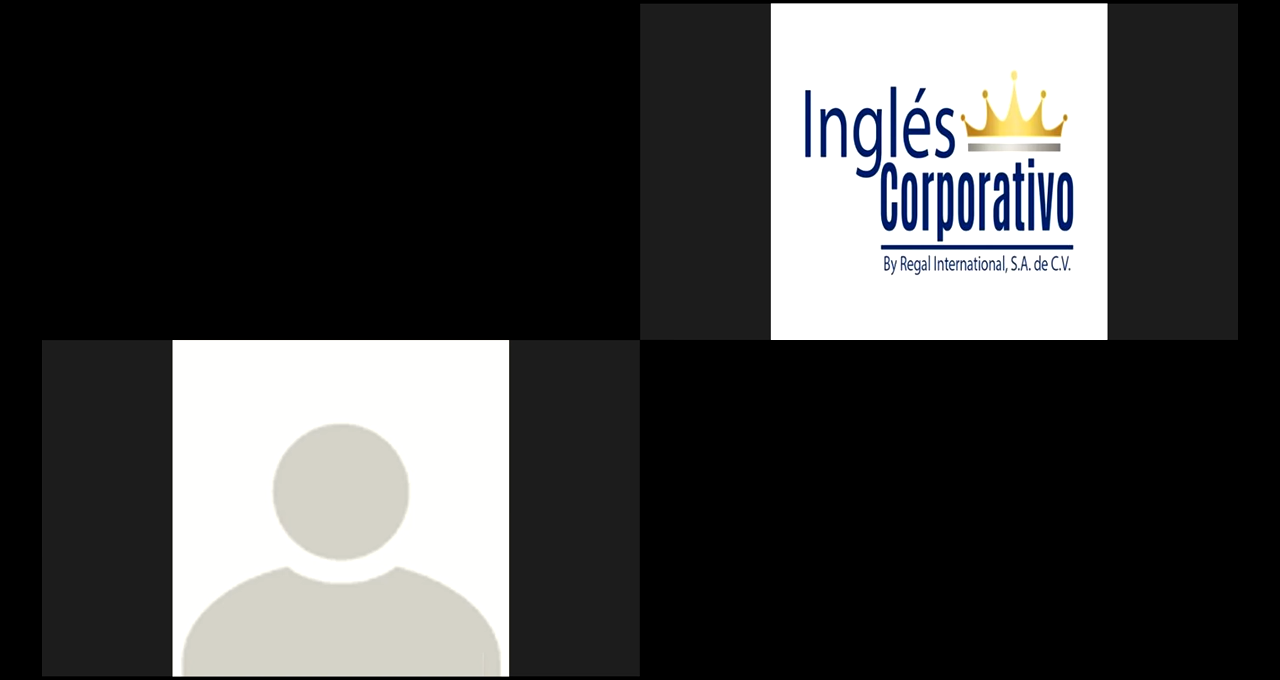 Inglés
Corporativo
By Regal International, S.A. de C.V.